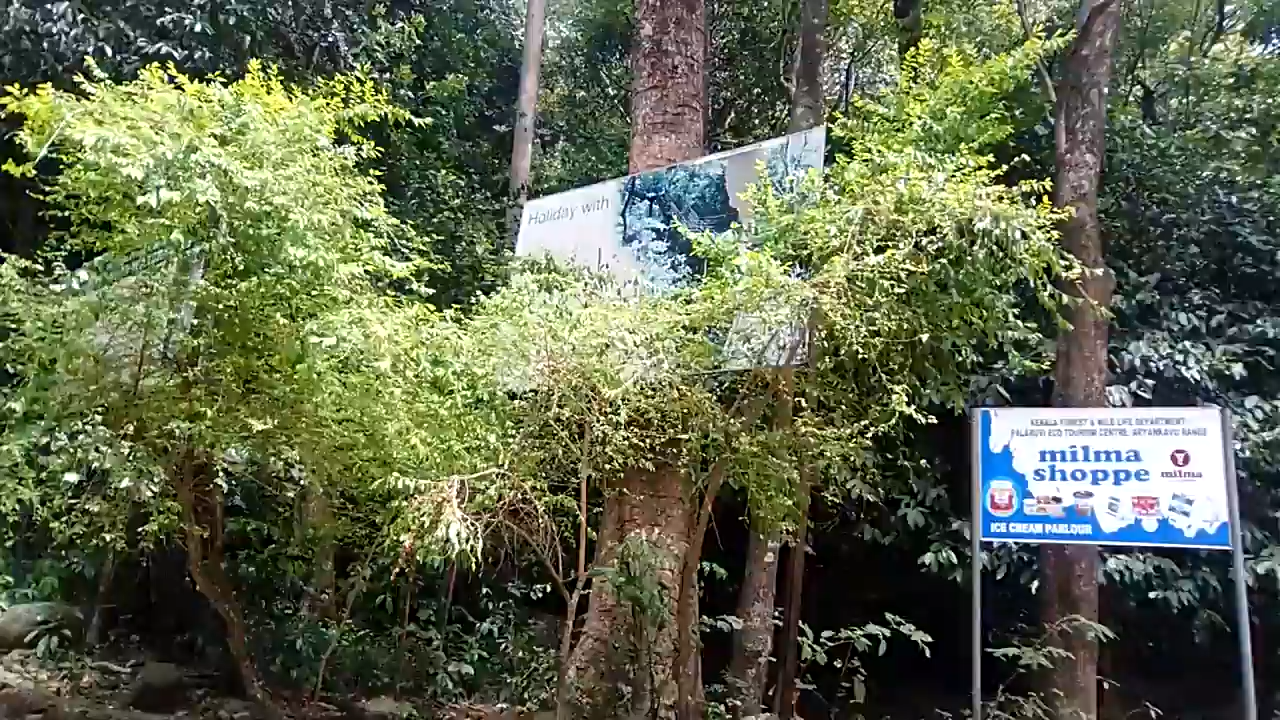 Holiday with
KERALA FOREST & WILD LIFE DEPARTMENT
PALARUVI ECO TOURISM CENTRE, ARYANKAVU RANGE
milma
shoppe
milma
ICE CREAM PARLOUR